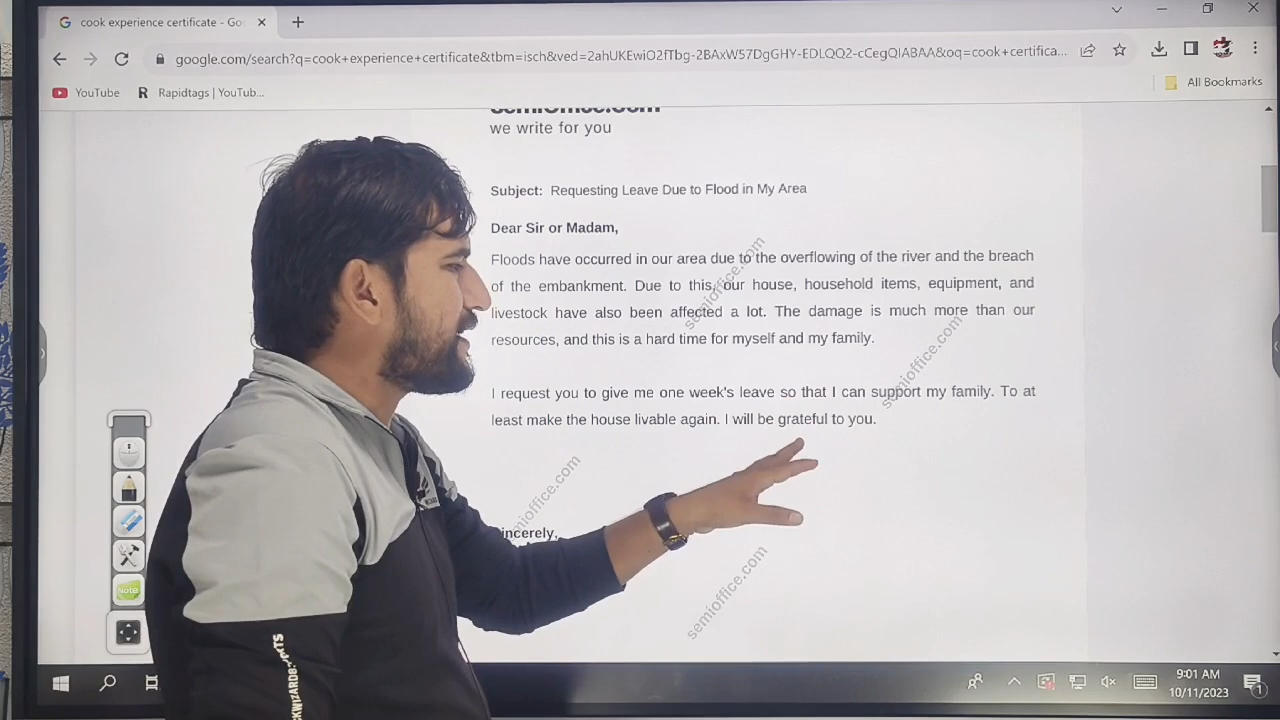 cook experience certificate - Go
google.com/search?q=cook+experience+certificate&tbm=isch&ved=2ahUKEwiO2fTbg-2BAxW57DgGHY-EDLQQ2-cCegQIABAA&oq=cook+certifica...
YouTube
Rapidtags | YouTub...
All Bookmarks
semioffice.com
we write for you
Subject: Requesting Leave Due to Flood in My Area
Dear Sir or Madam,
Floods have occurred in our area due to the overflowing of the river and the breach
of the embankment. Due to this, our house, household items, equipment, and
livestock have also been affected a lot. The damage is much more than our
resources, and this is a hard time for myself and my family.
I request you to give me one week's leave so that I can support my family. To at
least make the house livable again. I will be grateful to you.
incerely,
semioffice.com
semioffice.com
semioffice.com
semioffice.com
Note
9:01 AM
10/11/2023
1